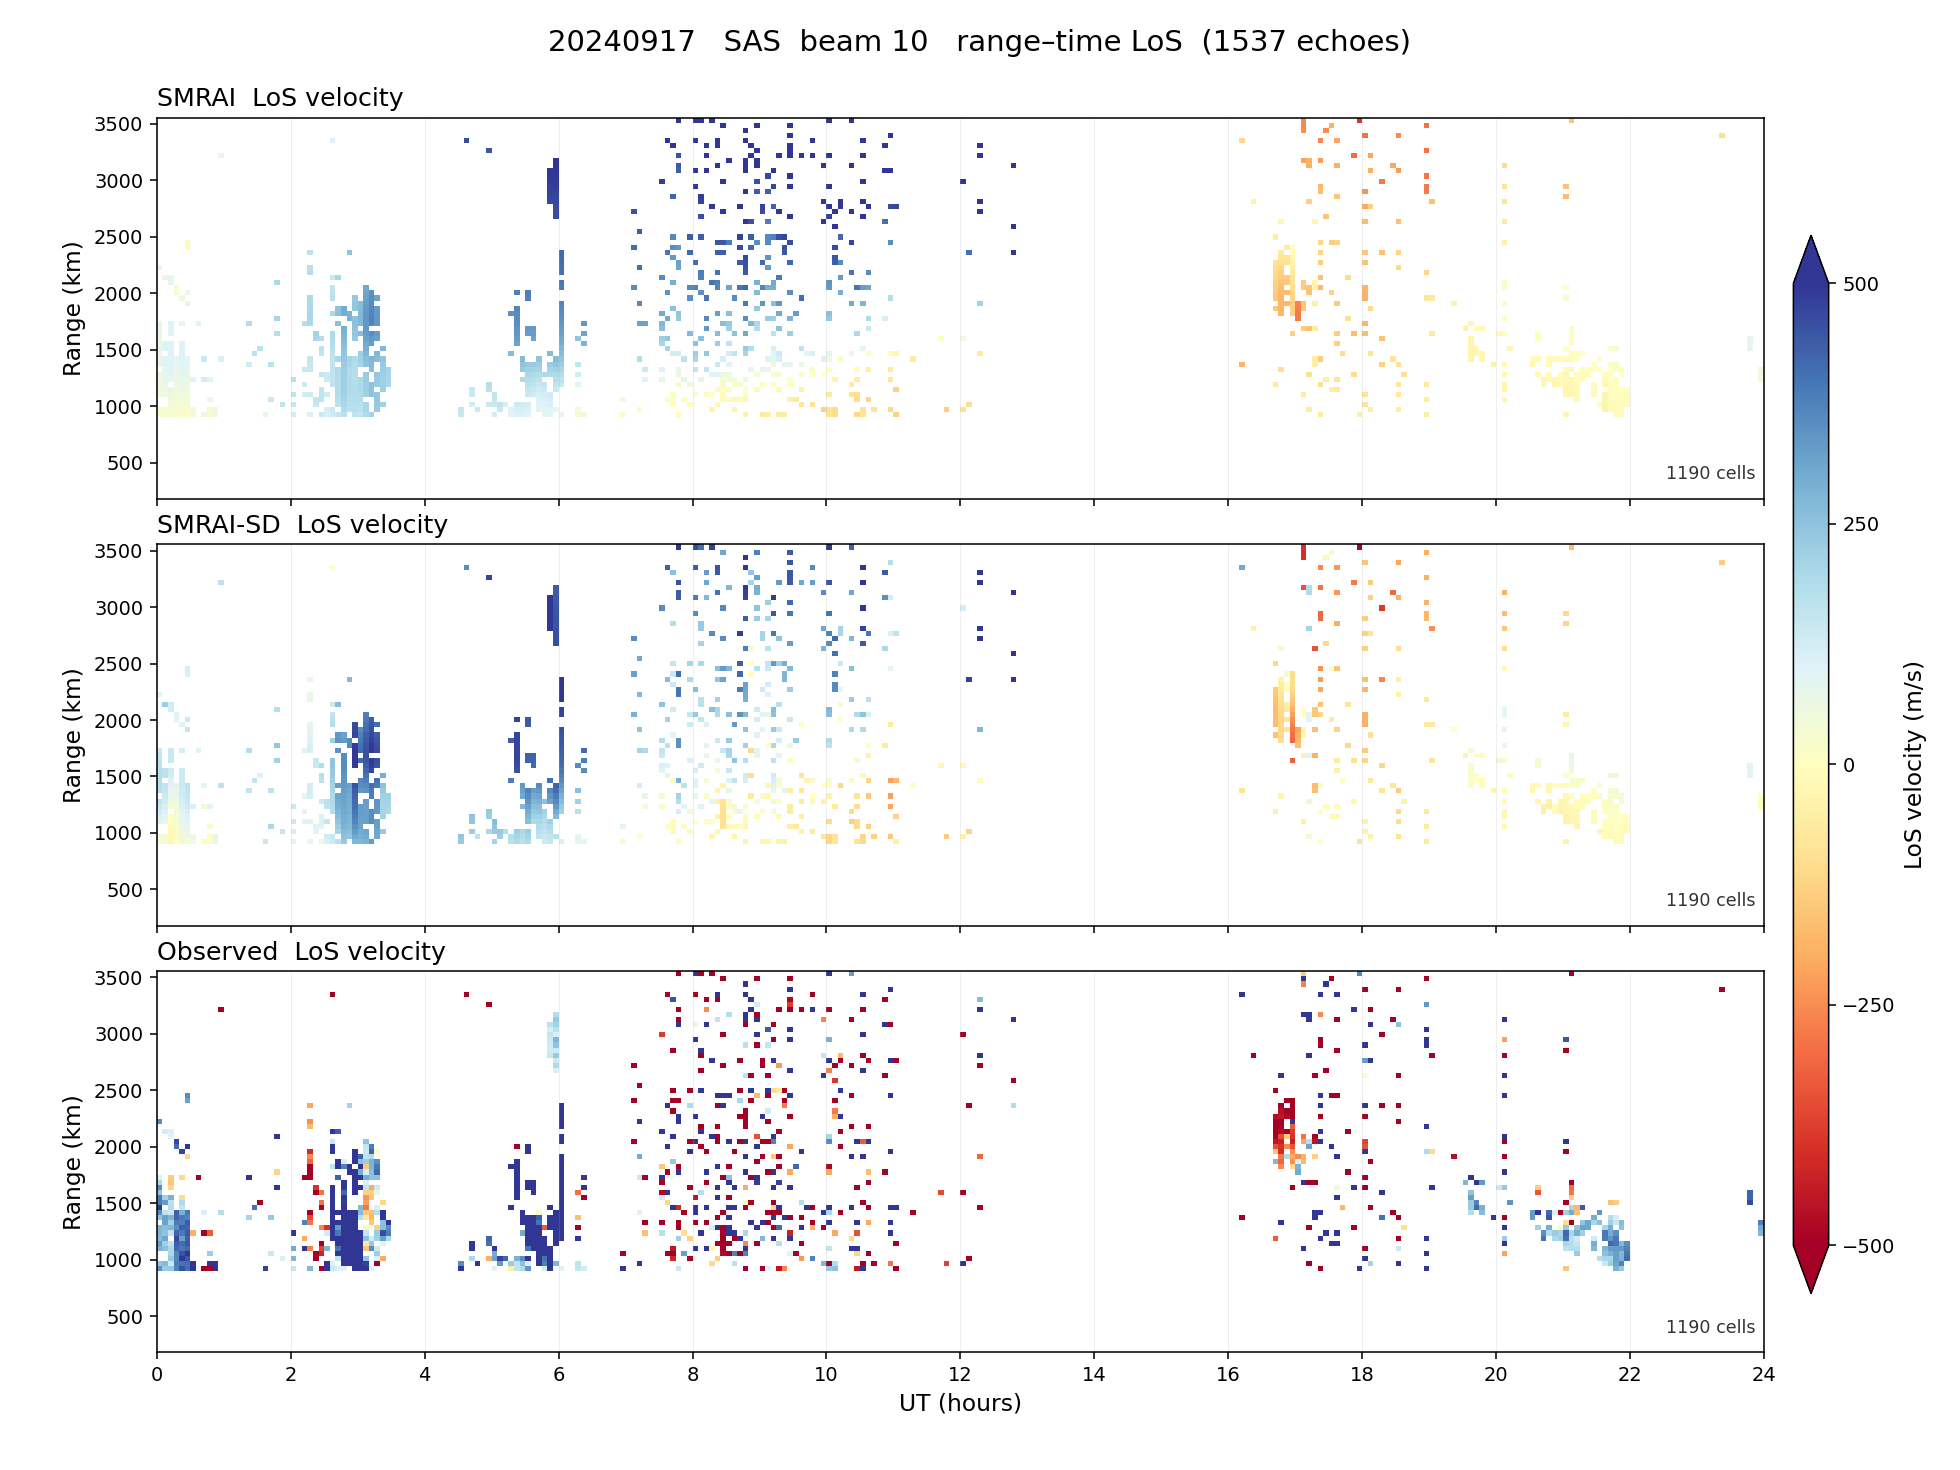 20240917   SAS  beam 10   range–time LoS  (1537 echoes)
SMRAI  LoS velocity
3500
3000
2500
2000
1500
1000
500
Range (km)
1190 cells
SMRAI-SD  LoS velocity
3500
3000
2500
2000
1500
1000
500
Range (km)
1190 cells
Observed  LoS velocity
3500
3000
2500
2000
1500
1000
500
Range (km)
1190 cells
0 2 4 6 8 10 12 14 16 18 20 22 24
UT (hours)
500
250
0
−250
−500
LoS velocity (m/s)